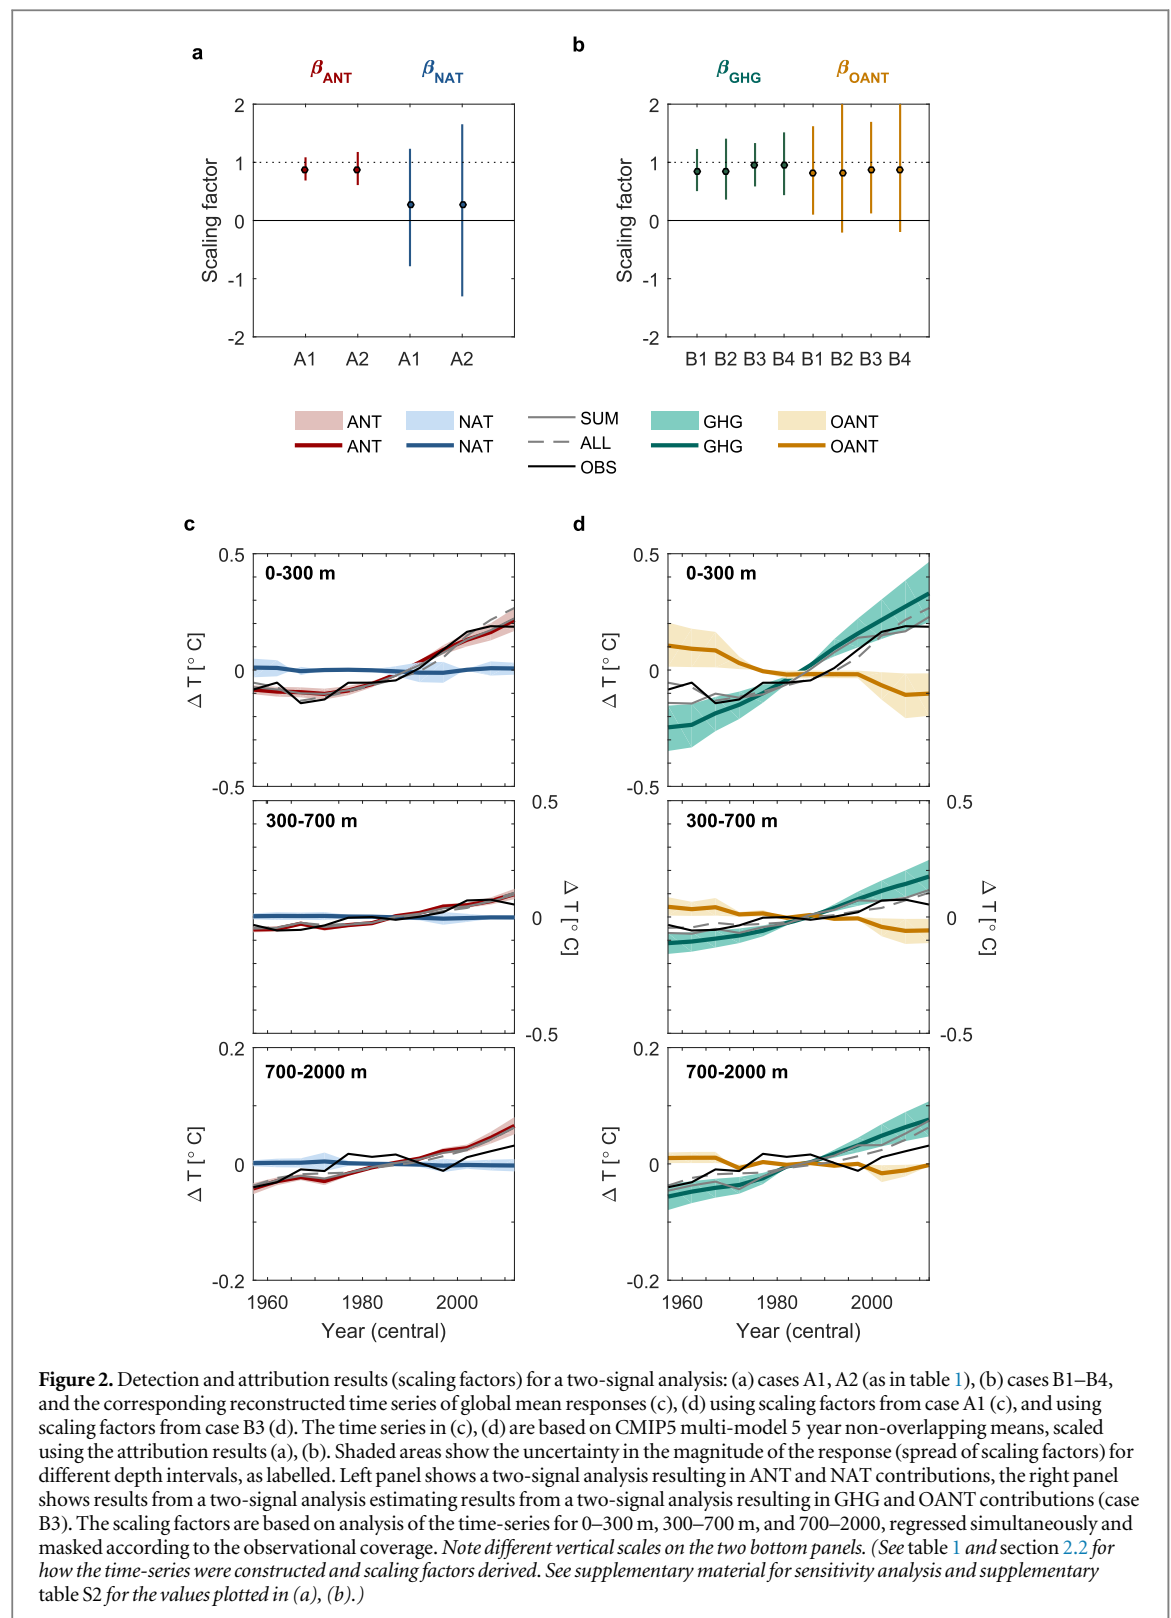 a
b
β ANT
β NAT
β GHG
β OANT
2
1
0
-1
-2
Scaling factor
A1 A2 A1 A2
2
1
0
-1
-2
Scaling factor
B1 B2 B3 B4 B1 B2 B3 B4
ANT NAT SUM GHG OANT
ANT NAT ALL GHG OANT
OBS
c
d
0.5
0
-0.5
Δ T [° C]
0-300 m
0.5
0
-0.5
Δ T [° C]
0-300 m
300-700 m
0.5
0
-0.5
Δ T [° C]
300-700 m
0.5
0
-0.5
Δ T [° C]
0.2
0
-0.2
Δ T [° C]
700-2000 m
1960 1980 2000
Year (central)
0.2
0
-0.2
Δ T [° C]
700-2000 m
1960 1980 2000
Year (central)
Figure 2. Detection and attribution results (scaling factors) for a two-signal analysis: (a) cases A1, A2 (as in table 1), (b) cases B1–B4,
and the corresponding reconstructed time series of global mean responses (c), (d) using scaling factors from case A1 (c), and using
scaling factors from case B3 (d). The time series in (c), (d) are based on CMIP5 multi-model 5 year non-overlapping means, scaled
using the attribution results (a), (b). Shaded areas show the uncertainty in the magnitude of the response (spread of scaling factors) for
different depth intervals, as labelled. Left panel shows a two-signal analysis resulting in ANT and NAT contributions, the right panel
shows results from a two-signal analysis estimating results from a two-signal analysis resulting in GHG and OANT contributions (case
B3). The scaling factors are based on analysis of the time-series for 0–300 m, 300–700 m, and 700–2000, regressed simultaneously and
masked according to the observational coverage. Note different vertical scales on the two bottom panels. (See table 1 and section 2.2 for
how the time-series were constructed and scaling factors derived. See supplementary material for sensitivity analysis and supplementary
table S2 for the values plotted in (a), (b).)